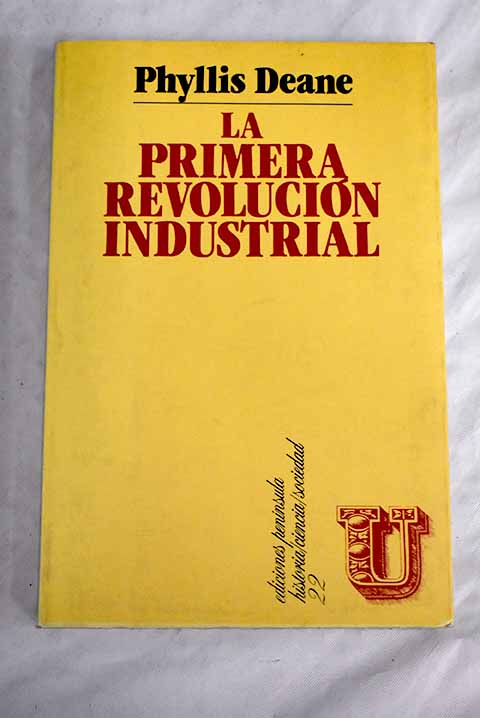 Phyllis Deane
LA
PRIMERA
REVOLUCIÓN
INDUSTRIAL
ediciones/península
historia/ciencia/sociedad
22
U